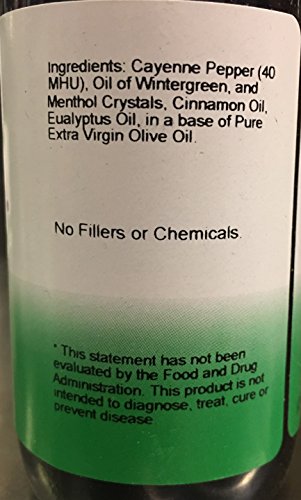 Ingredients: Cayenne Pepper (40
MHU), Oil of Wintergreen, and
Menthol Crystals, Cinnamon Oil,
Eualyptus Oil, in a base of Pure
Extra Virgin Olive Oil.
No Fillers or Chemicals.
* This statement has not been
evaluated by the Food and Drug
Administration. This product is not
intended to diagnose, treat, cure or
prevent disease.